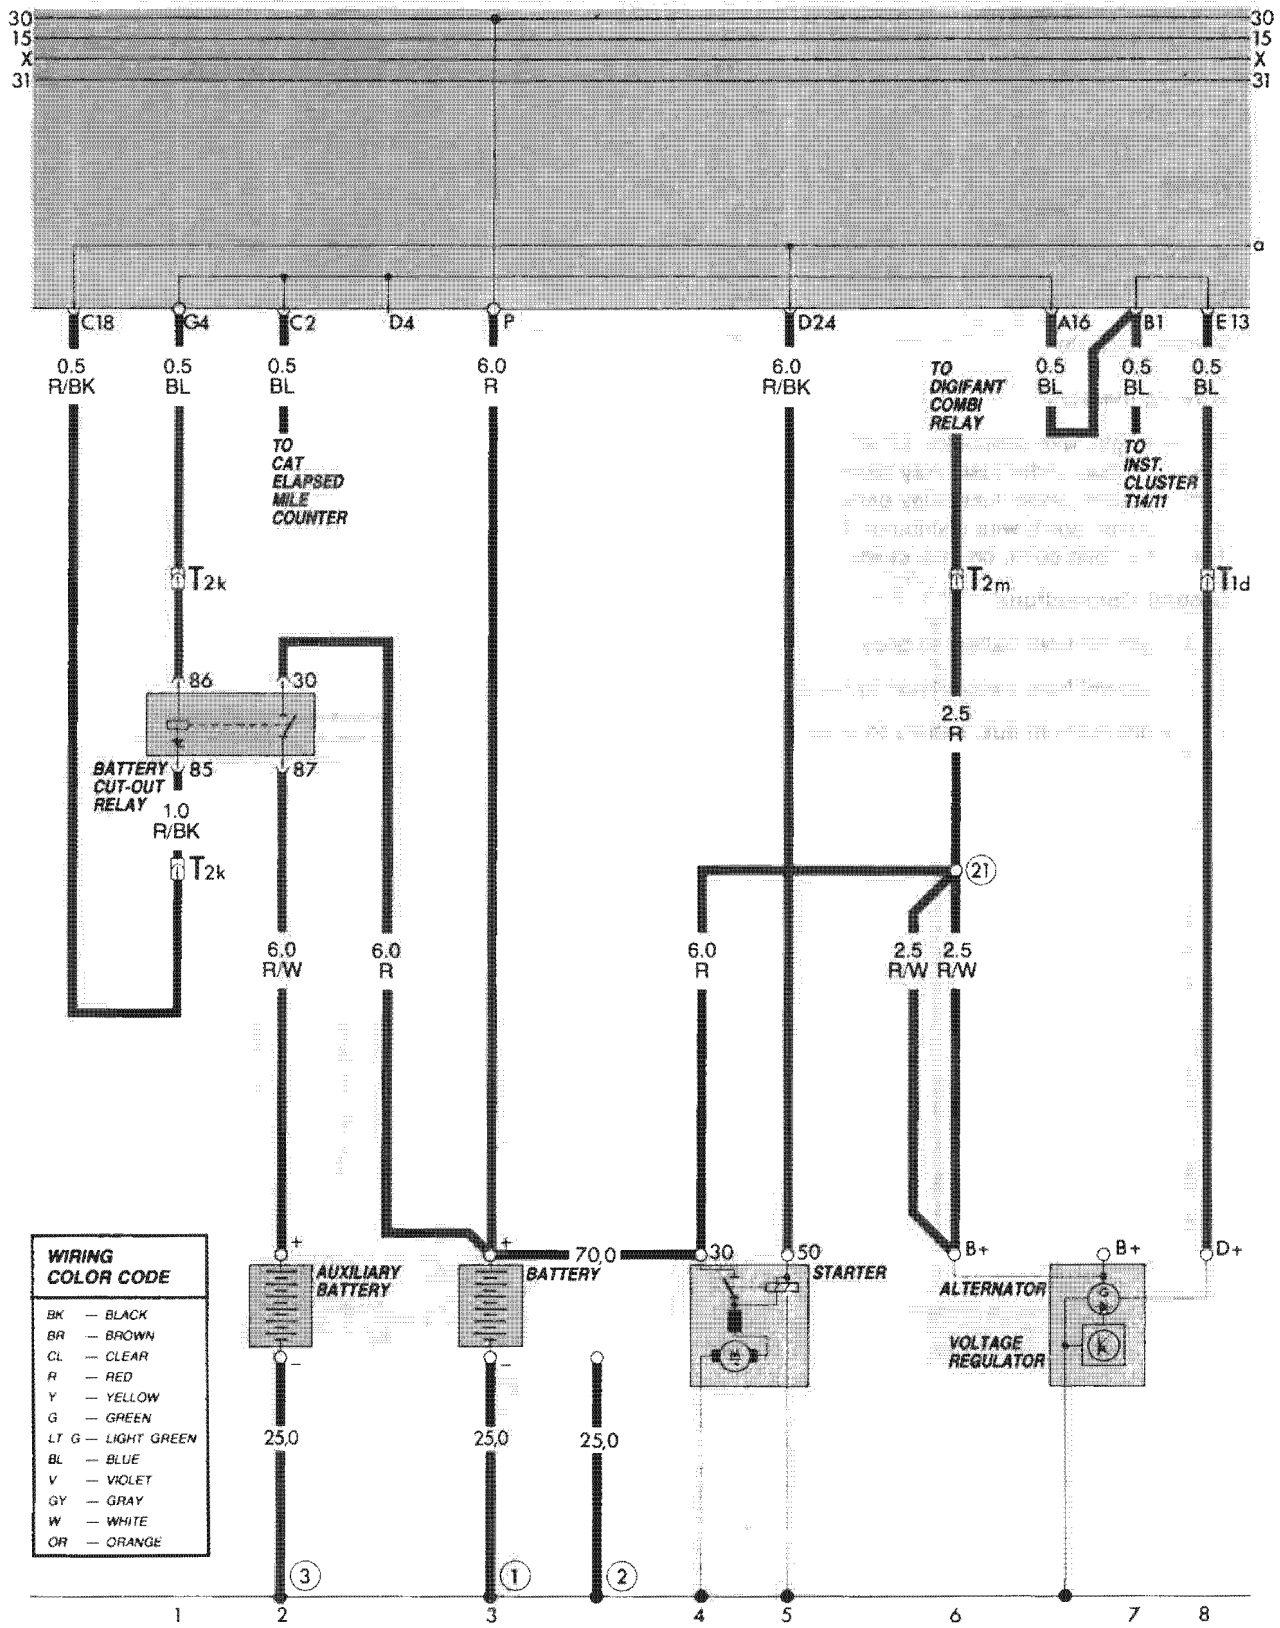 30 30
15 15
X X
31 31
a
C18 G4 C2 D4 P D24 A16 B1 E13
0.5 0.5 0.5 6.0 6.0 0.5 0.5 0.5
R/BK BL BL R R/BK BL BL BL
TO
DIGIFANT
COMBI
RELAY
TO
CAT
ELAPSED
MILE
COUNTER
TO
INST.
CLUSTER
T14/11
T2k T2m T1d
86 30
2.5
R
BATTERY
CUT-OUT
RELAY
85 87
1.0
R/BK
T2k
21
6.0 6.0 6.0 2.5 2.5
R/W R R R/W R/W
+ + 70,0 30 50 B+ B+ D+
AUXILIARY
BATTERY
BATTERY
STARTER
M
ALTERNATOR
G
VOLTAGE
REGULATOR
- -
25,0 25,0 25,0
WIRING
COLOR CODE
BK — BLACK
BR — BROWN
CL — CLEAR
R — RED
Y — YELLOW
G — GREEN
LT G — LIGHT GREEN
BL — BLUE
V — VIOLET
GY — GRAY
W — WHITE
OR — ORANGE
3 1 2
1 2 3 4 5 6 7 8